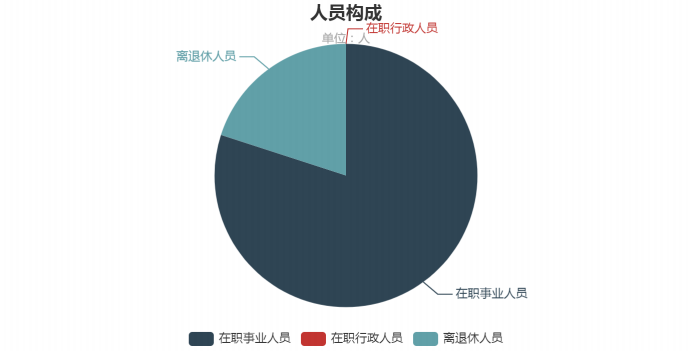 人员构成
在职行政人员
单位：人
离退休人员
在职事业人员
在职事业人员 在职行政人员 离退休人员